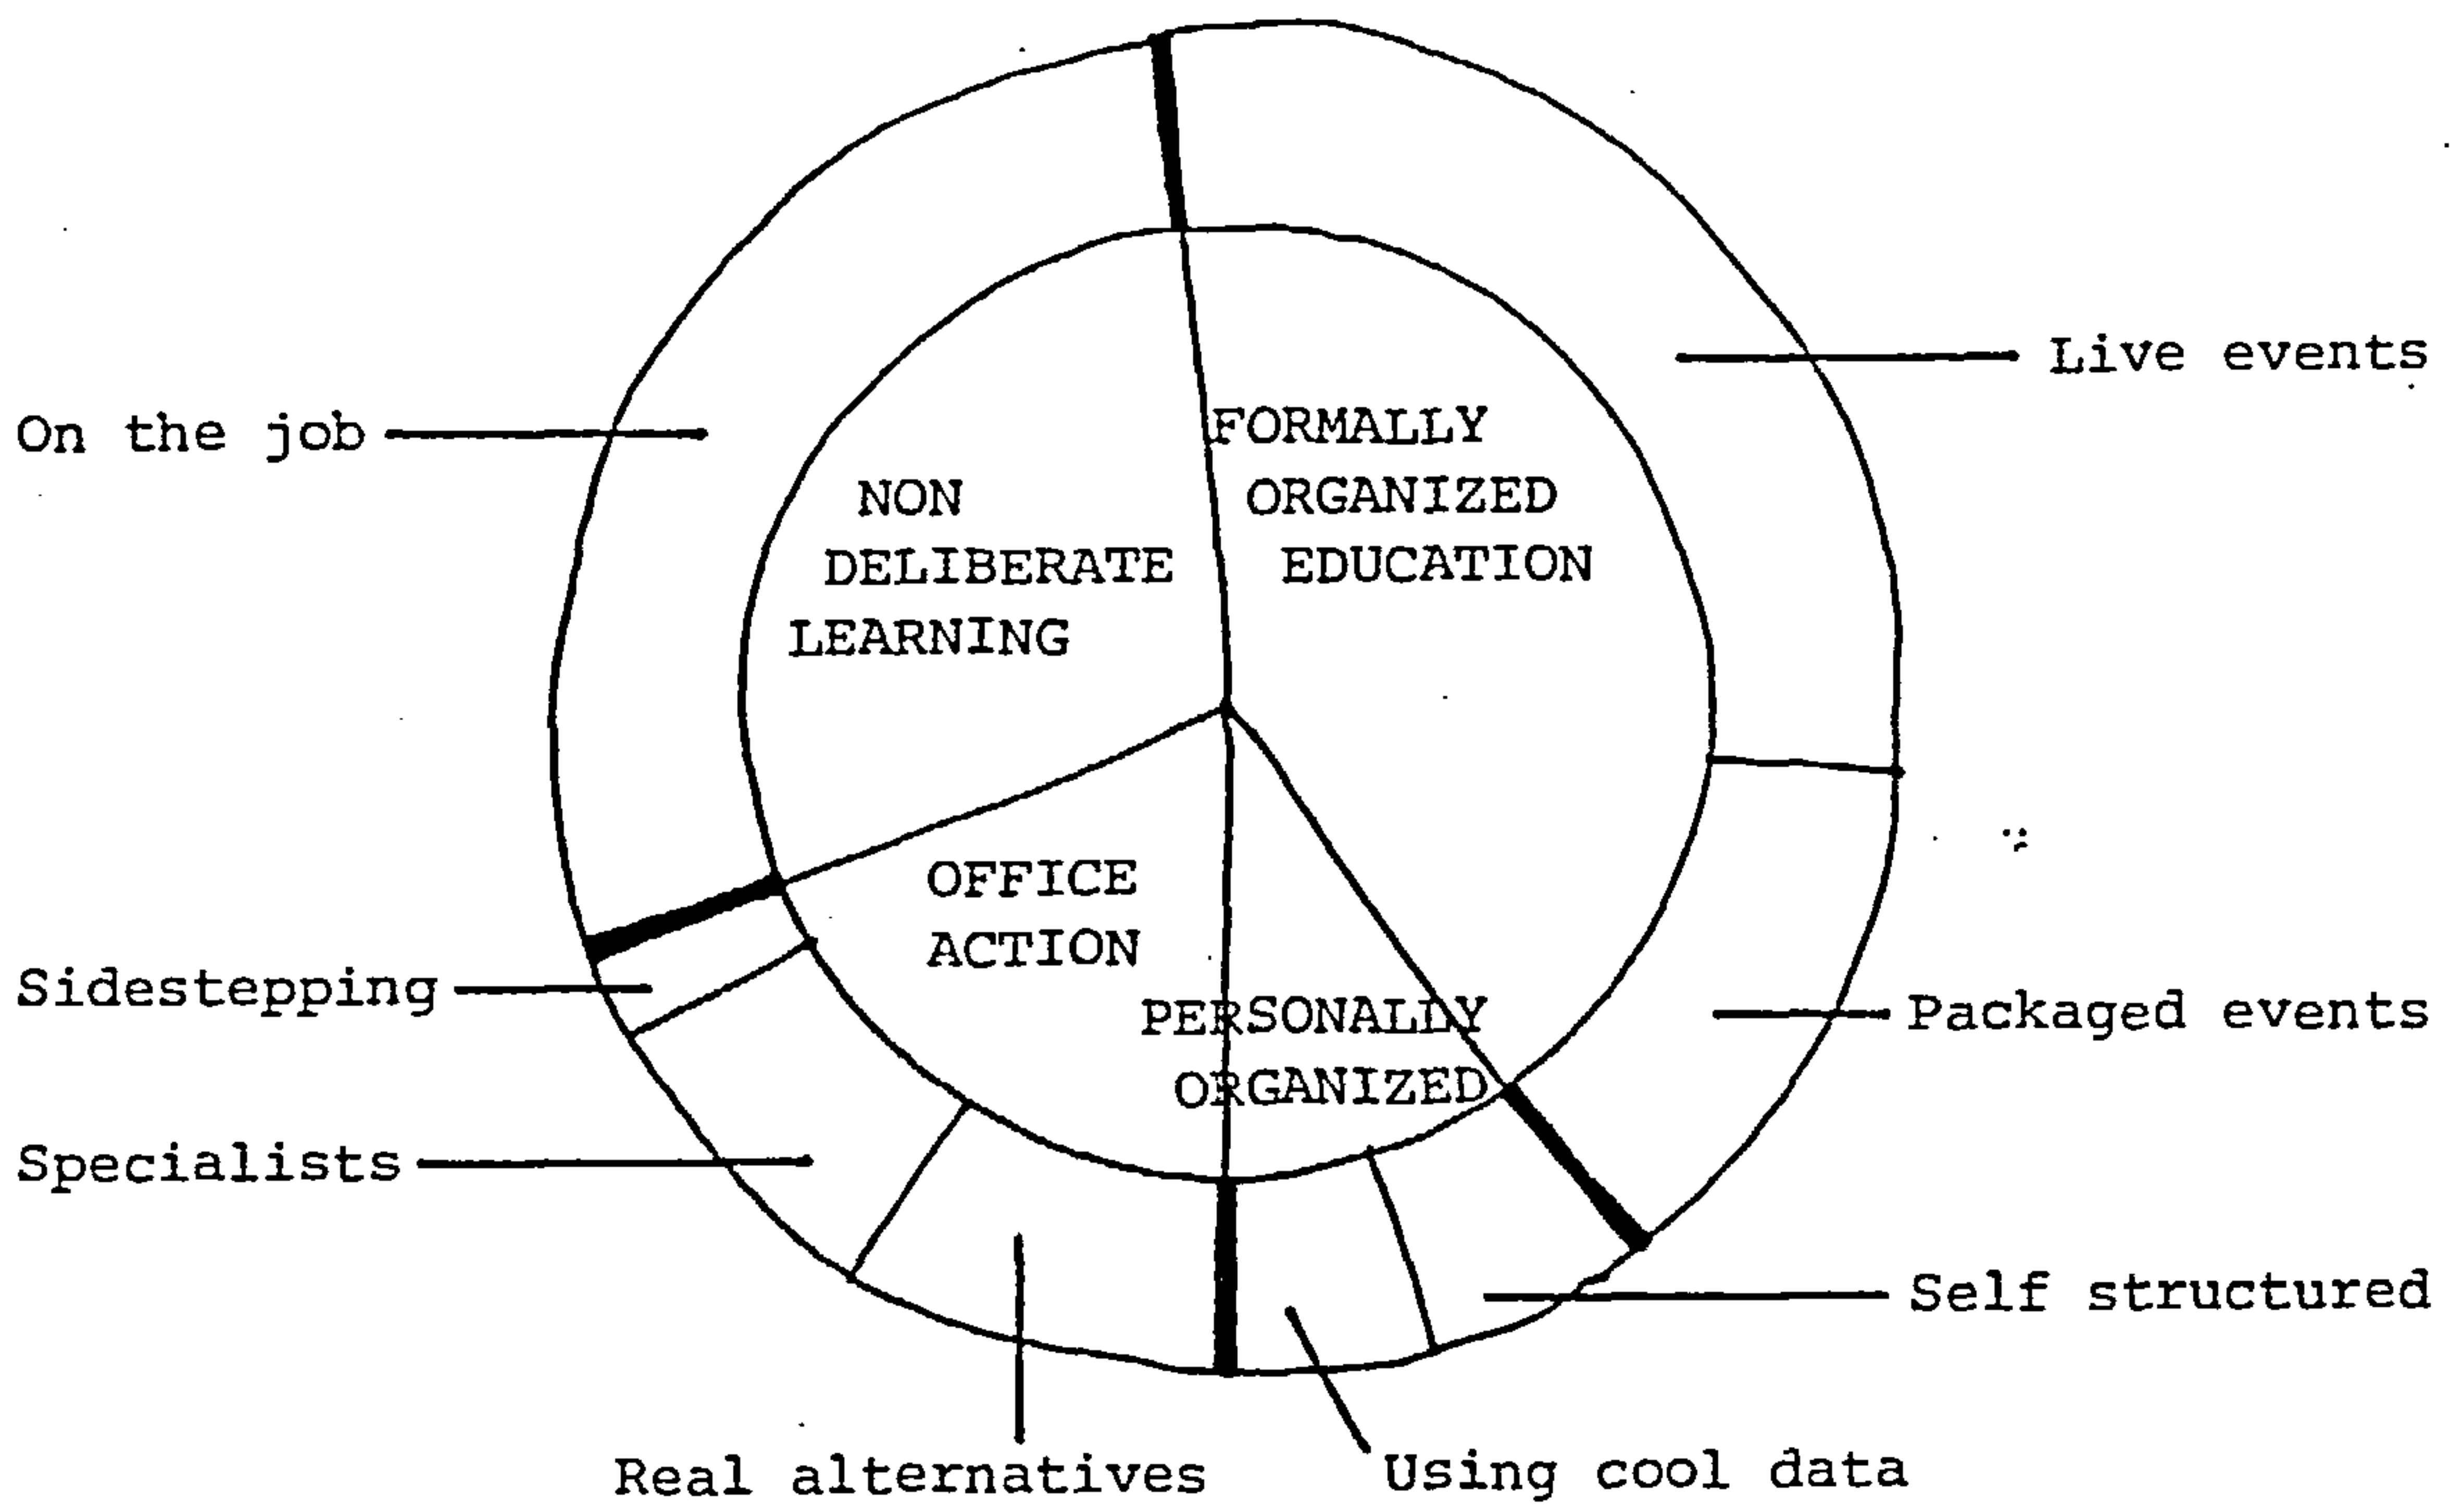 Live events
On the job
FORMALLY
ORGANIZED
EDUCATION
NON
DELIBERATE
LEARNING
OFFICE
ACTION
PERSONALLY
ORGANIZED
Sidestepping
Packaged events
Specialists
Self structured
Real alternatives
Using cool data